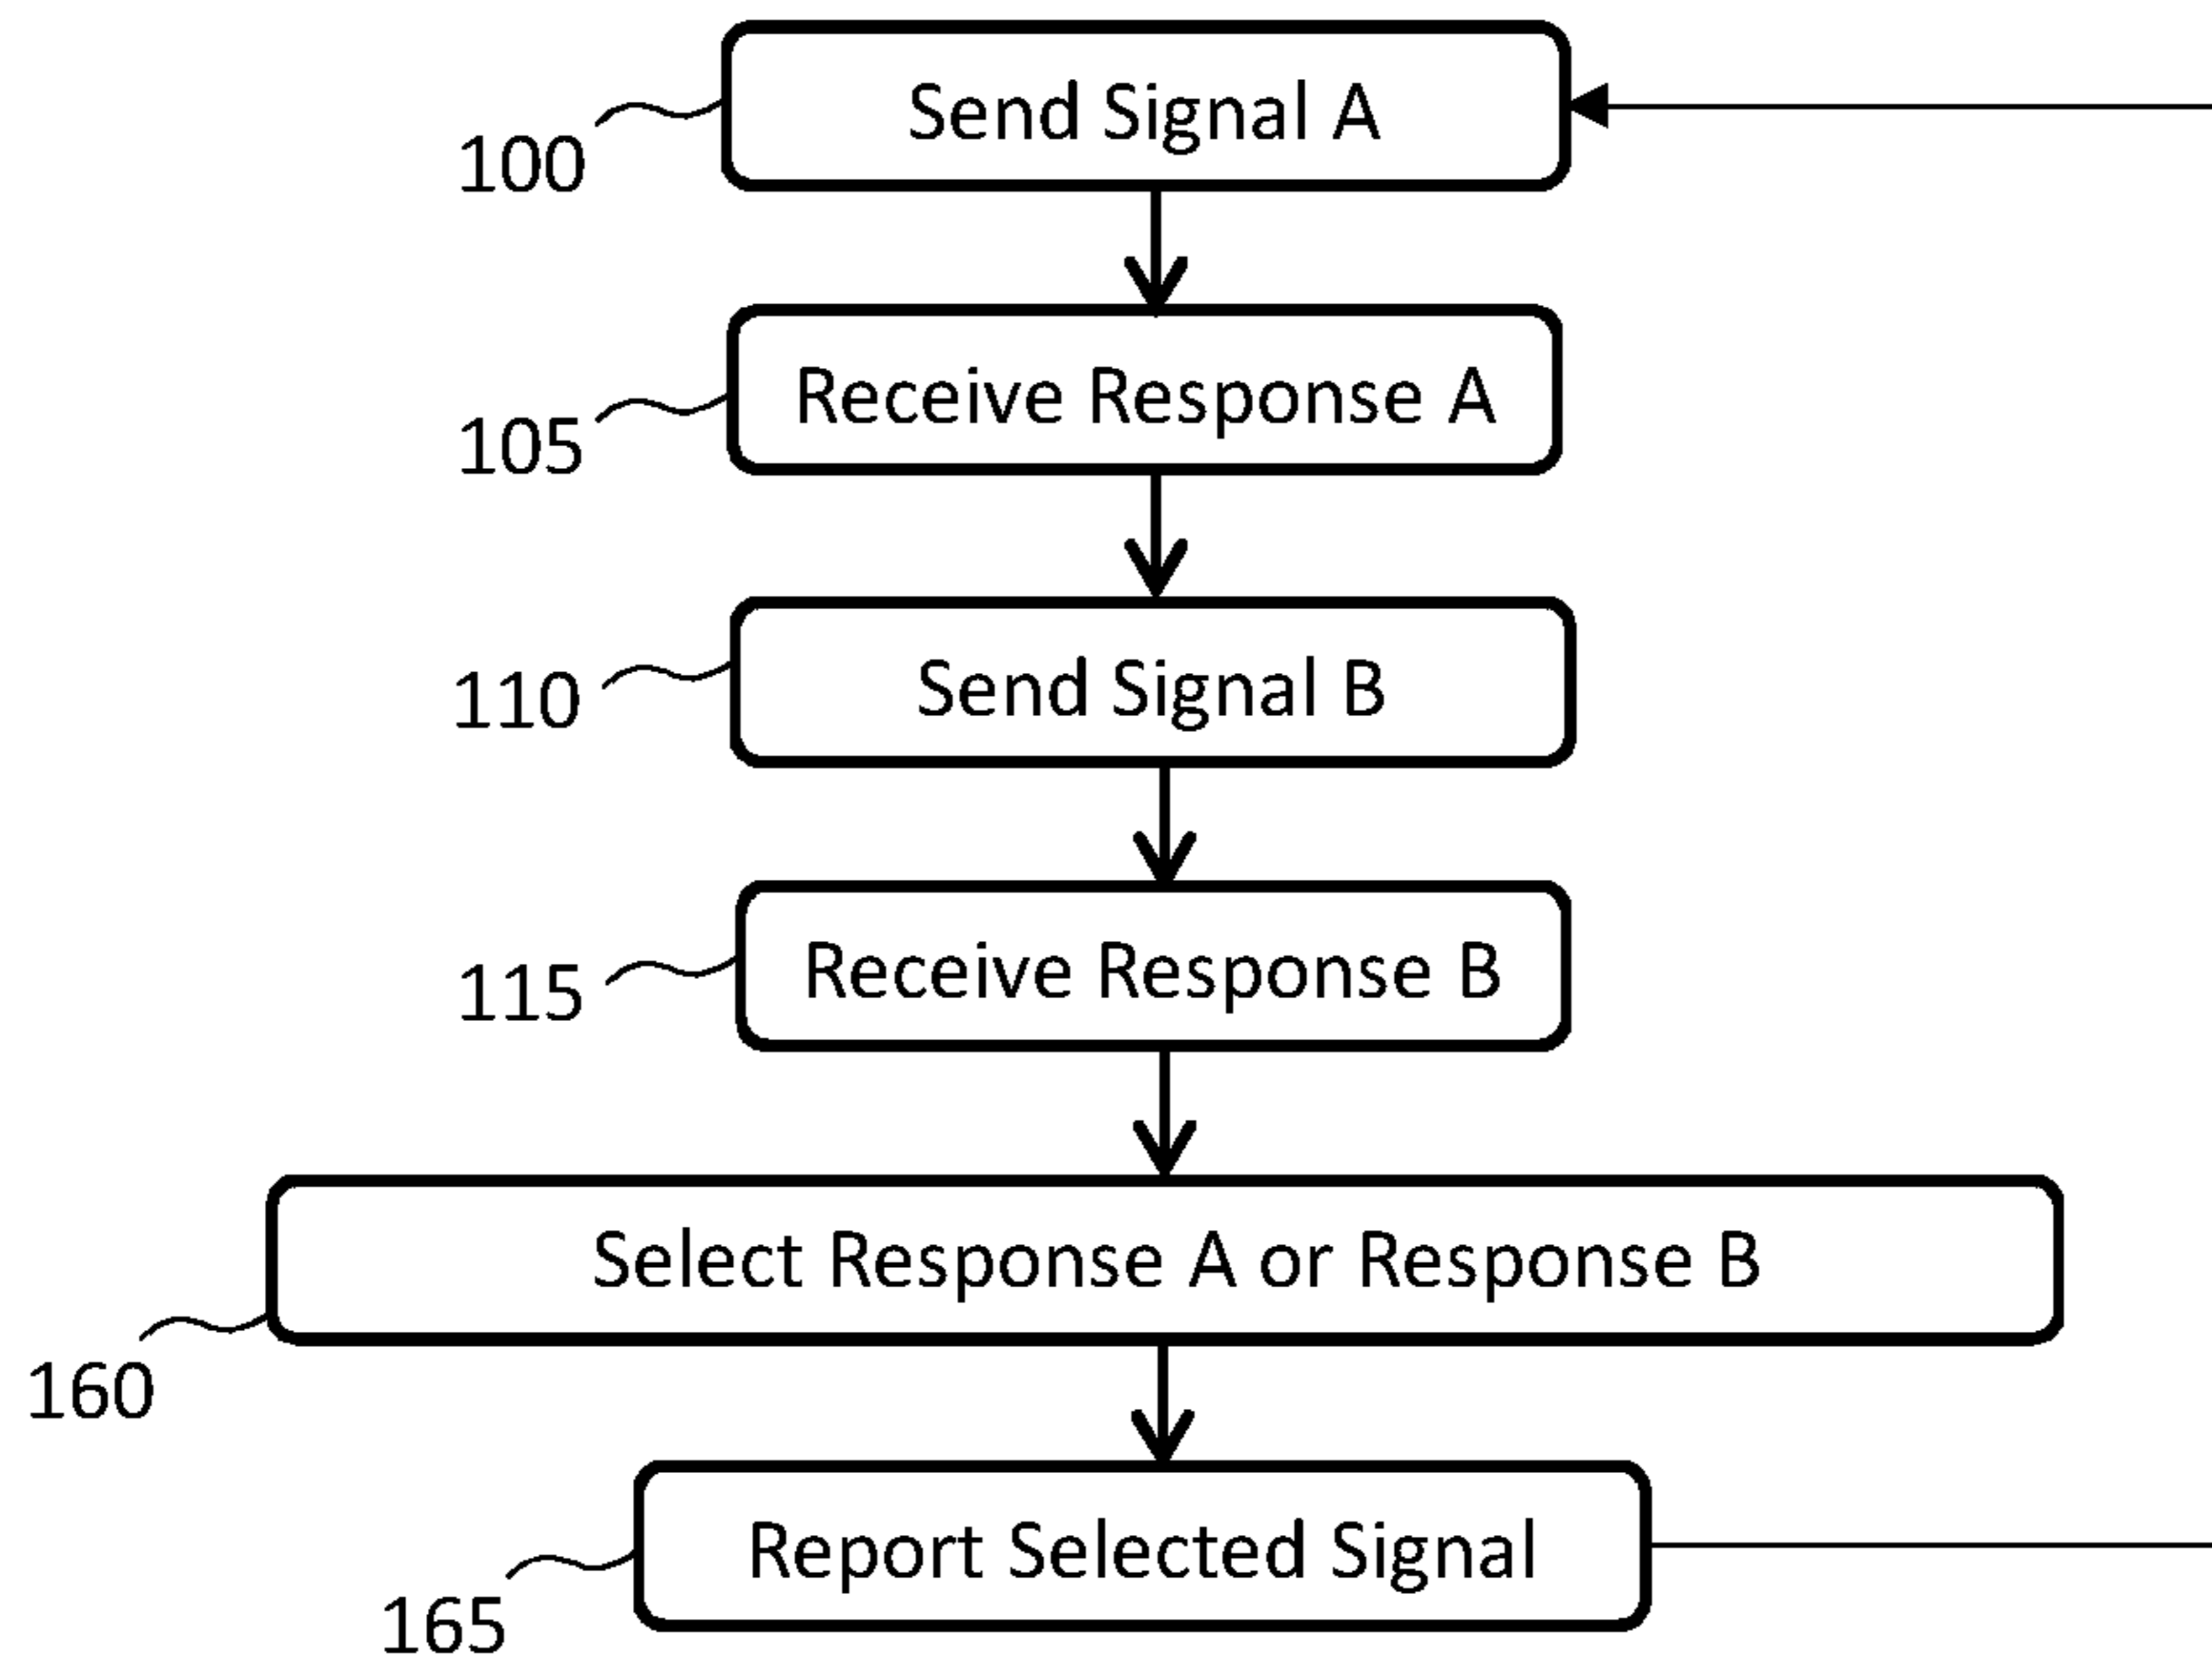 Send Signal A
100
Receive Response A
105
Send Signal B
110
Receive Response B
115
Select Response A or Response B
160
Report Selected Signal
165